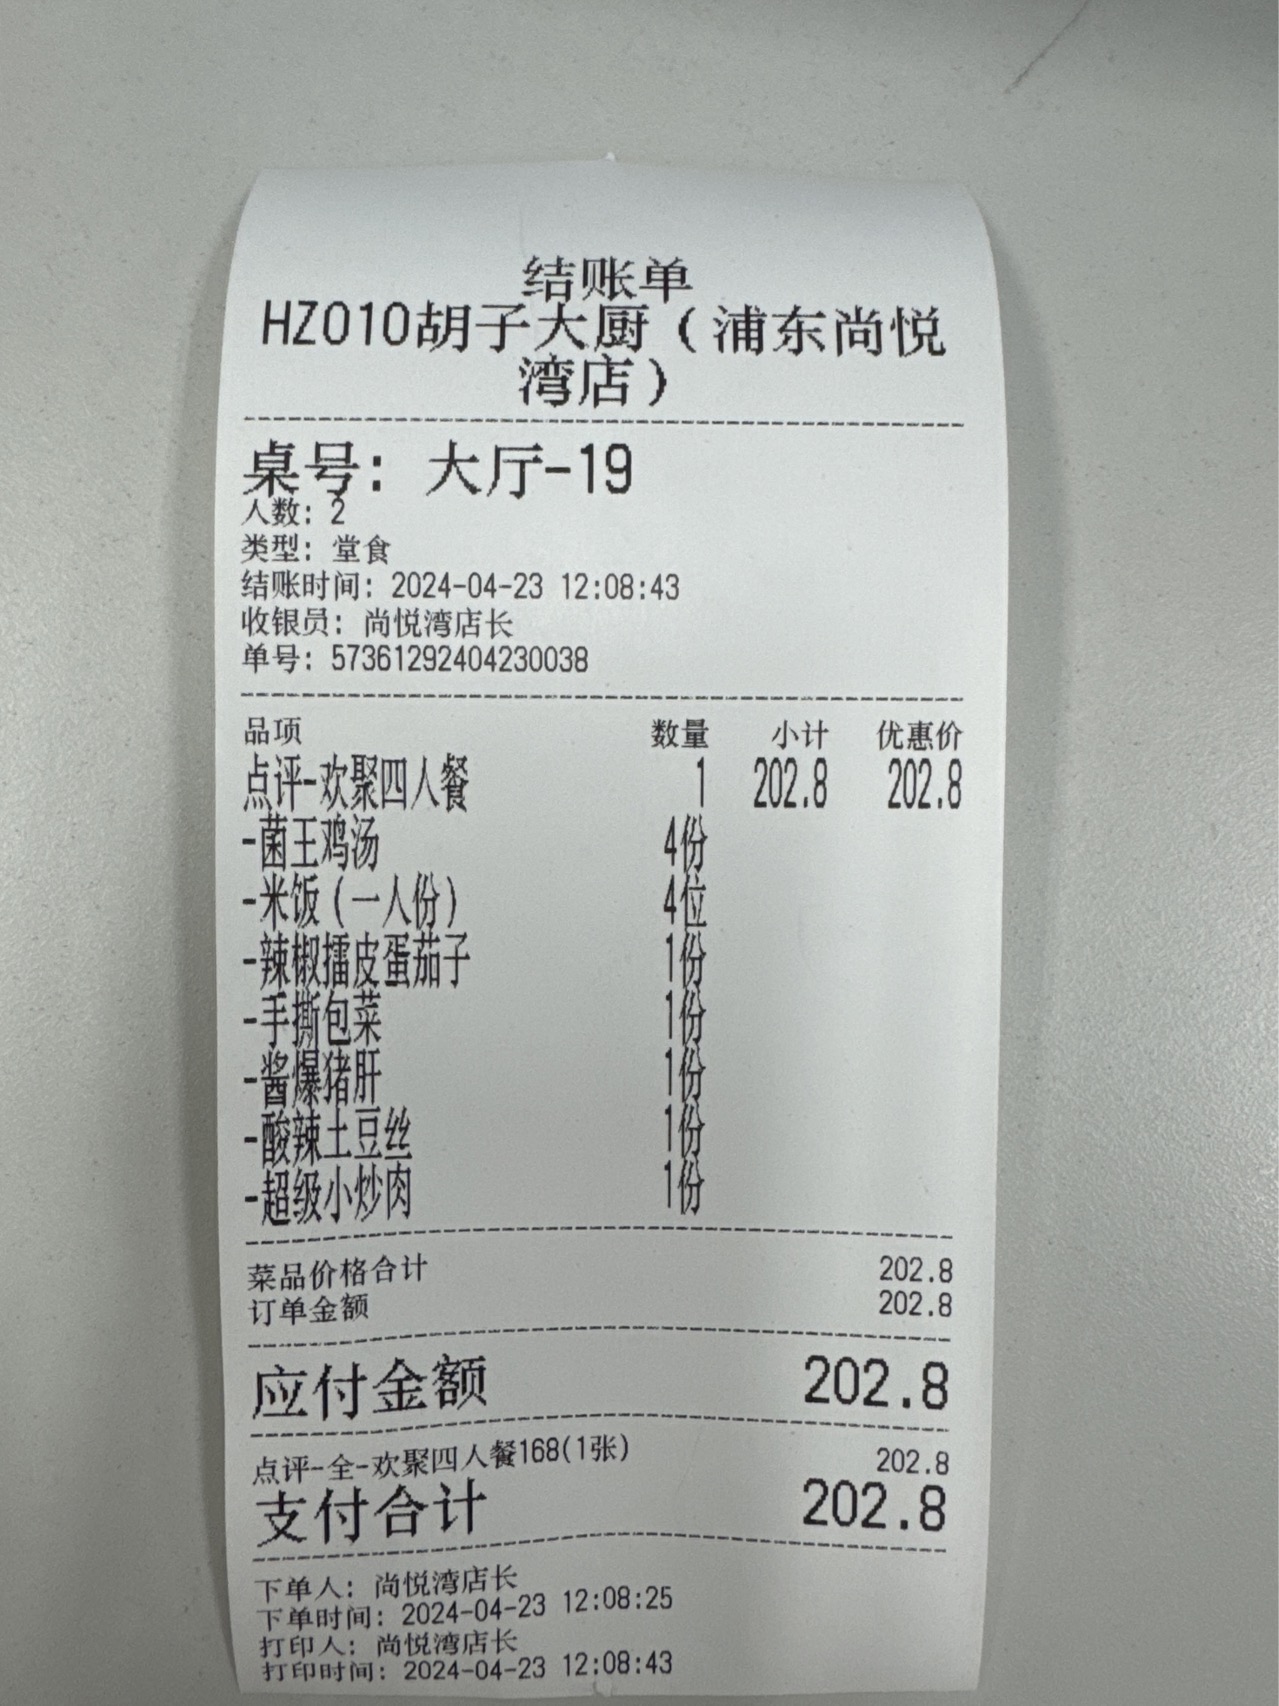 结账单
HZ010胡子大厨（浦东尚悦
湾店）
桌号：大厅-19
人数：2
类型：堂食
结账时间：2024-04-23 12:08:43
收银员：尚悦湾店长
单号：57361292404230038
品项 数量 小计 优惠价
点评-欢聚四人餐 1 202.8 202.8
-菌王鸡汤 4份
-米饭（一人份） 4位
-辣椒擂皮蛋茄子 1份
-手撕包菜 1份
-酱爆猪肝 1份
-酸辣土豆丝 1份
-超级小炒肉 1份
菜品价格合计 202.8
订单金额 202.8
应付金额 202.8
点评-全-欢聚四人餐168(1张) 202.8
支付合计 202.8
下单人：尚悦湾店长
下单时间：2024-04-23 12:08:25
打印人：尚悦湾店长
打印时间：2024-04-23 12:08:43